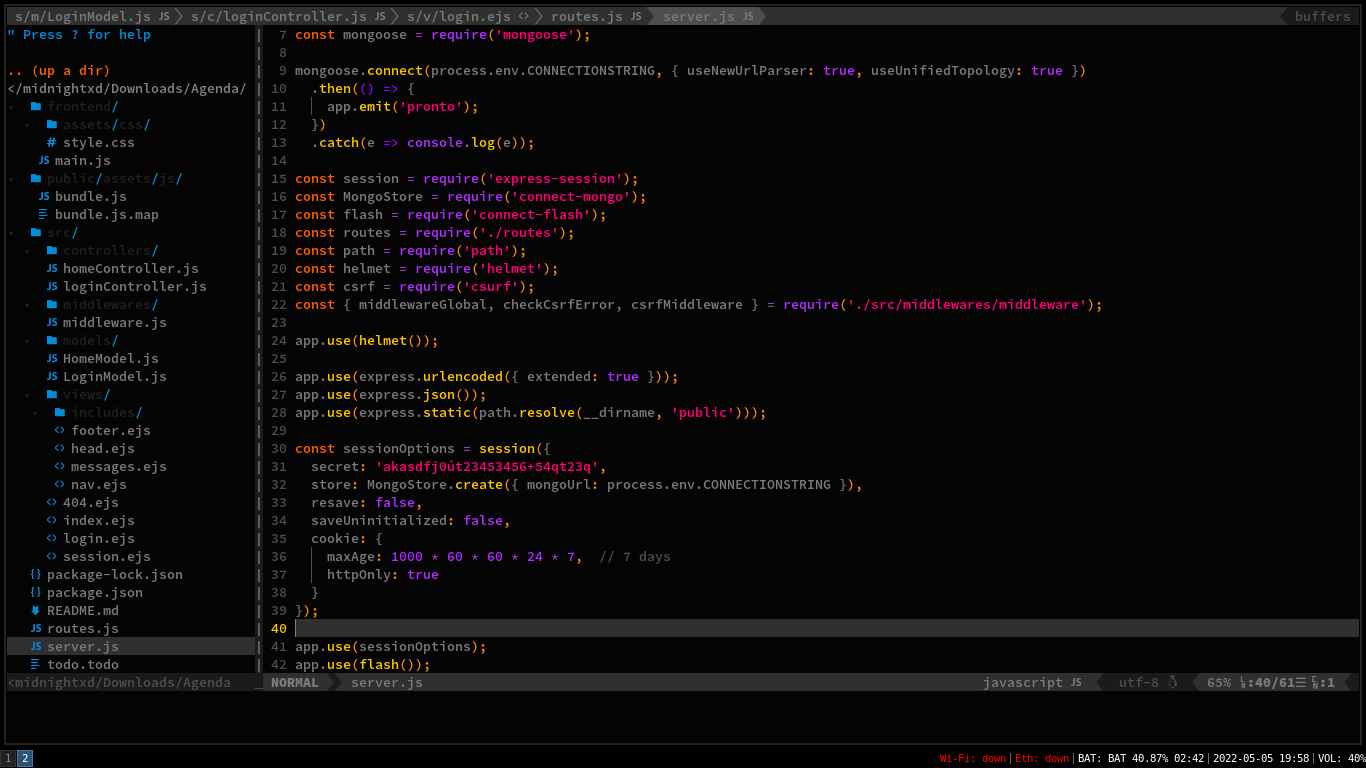 s/m/LoginModel.js JS s/c/loginController.js JS s/v/login.ejs <> routes.js JS server.js JS buffers
" Press ? for help
.. (up a dir)
</midnightxd/Downloads/Agenda/
frontend/
assets/css/
# style.css
JS main.js
public/assets/js/
JS bundle.js
bundle.js.map
src/
controllers/
JS homeController.js
JS loginController.js
middlewares/
JS middleware.js
models/
JS HomeModel.js
JS LoginModel.js
views/
includes/
<> footer.ejs
<> head.ejs
<> messages.ejs
<> nav.ejs
<> 404.ejs
<> index.ejs
<> login.ejs
<> session.ejs
{} package-lock.json
{} package.json
README.md
JS routes.js
JS server.js
todo.todo
<midnightxd/Downloads/Agenda
7 const mongoose = require('mongoose');
8
9 mongoose.connect(process.env.CONNECTIONSTRING, { useNewUrlParser: true, useUnifiedTopology: true })
10 .then(() => {
11 app.emit('pronto');
12 })
13 .catch(e => console.log(e));
14
15 const session = require('express-session');
16 const MongoStore = require('connect-mongo');
17 const flash = require('connect-flash');
18 const routes = require('./routes');
19 const path = require('path');
20 const helmet = require('helmet');
21 const csrf = require('csurf');
22 const { middlewareGlobal, checkCsrfError, csrfMiddleware } = require('./src/middlewares/middleware');
23
24 app.use(helmet());
25
26 app.use(express.urlencoded({ extended: true }));
27 app.use(express.json());
28 app.use(express.static(path.resolve(__dirname, 'public')));
29
30 const sessionOptions = session({
31 secret: 'akasdfj0út23453456+54qt23q',
32 store: MongoStore.create({ mongoUrl: process.env.CONNECTIONSTRING }),
33 resave: false,
34 saveUninitialized: false,
35 cookie: {
36 maxAge: 1000 * 60 * 60 * 24 * 7, // 7 days
37 httpOnly: true
38 }
39 });
40
41 app.use(sessionOptions);
42 app.use(flash());
NORMAL server.js javascript JS utf-8 65% LN:40/61☰ CN:1
1 2 Wi-Fi: down|Eth: down|BAT: BAT 40.87% 02:42|2022-05-05 19:58|VOL: 40%